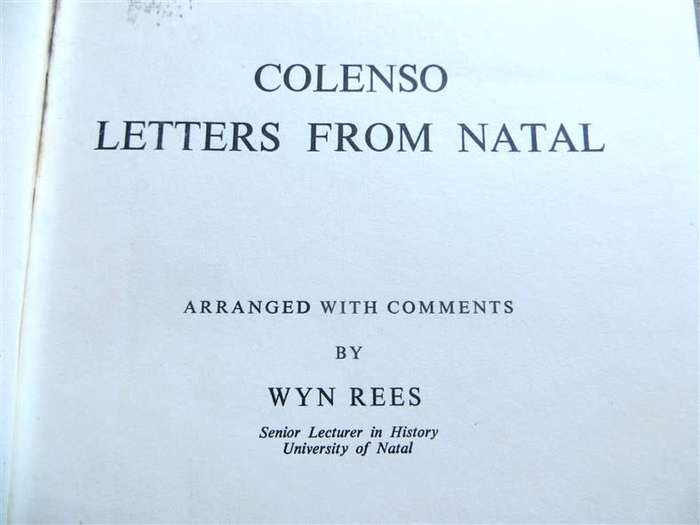 COLENSO
LETTERS FROM NATAL
ARRANGED WITH COMMENTS
BY
WYN REES
Senior Lecturer in History
University of Natal